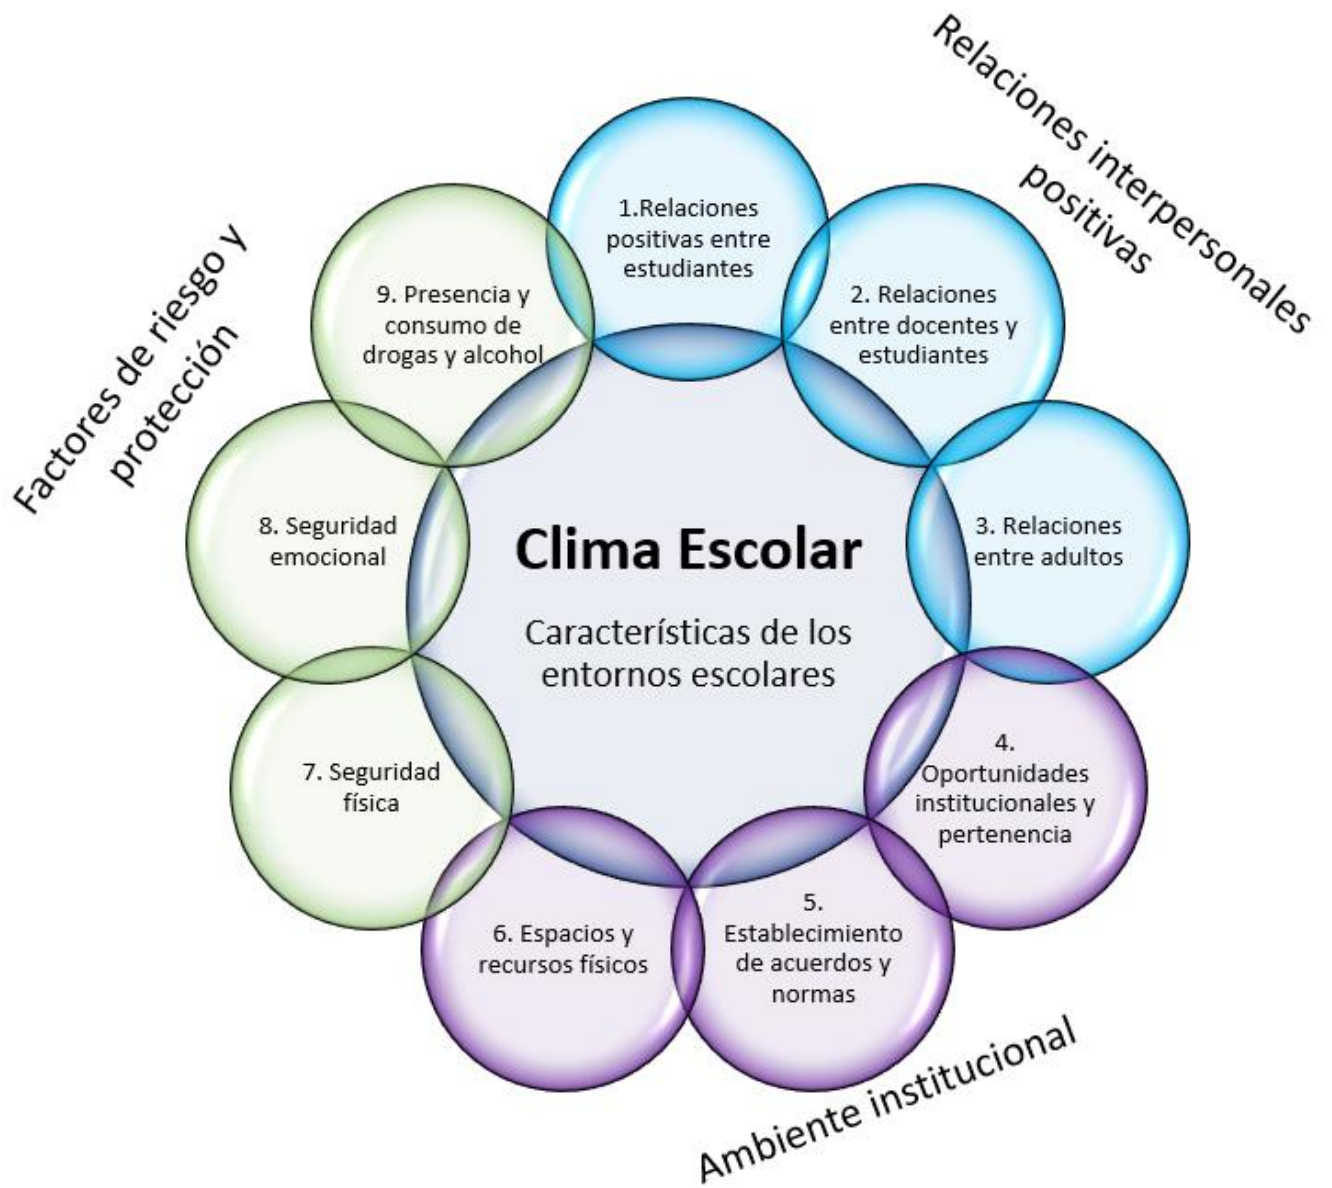 Relaciones interpersonales
positivas
1.Relaciones
positivas entre
estudiantes
2. Relaciones
entre docentes y
estudiantes
3. Relaciones
entre adultos
4.
Oportunidades
institucionales y
pertenencia
5.
Establecimiento
de acuerdos y
normas
6. Espacios y
recursos físicos
Ambiente institucional
7. Seguridad
física
8. Seguridad
emocional
9. Presencia y
consumo de
drogas y alcohol
Factores de riesgo y
protección
Clima Escolar
Características de los
entornos escolares